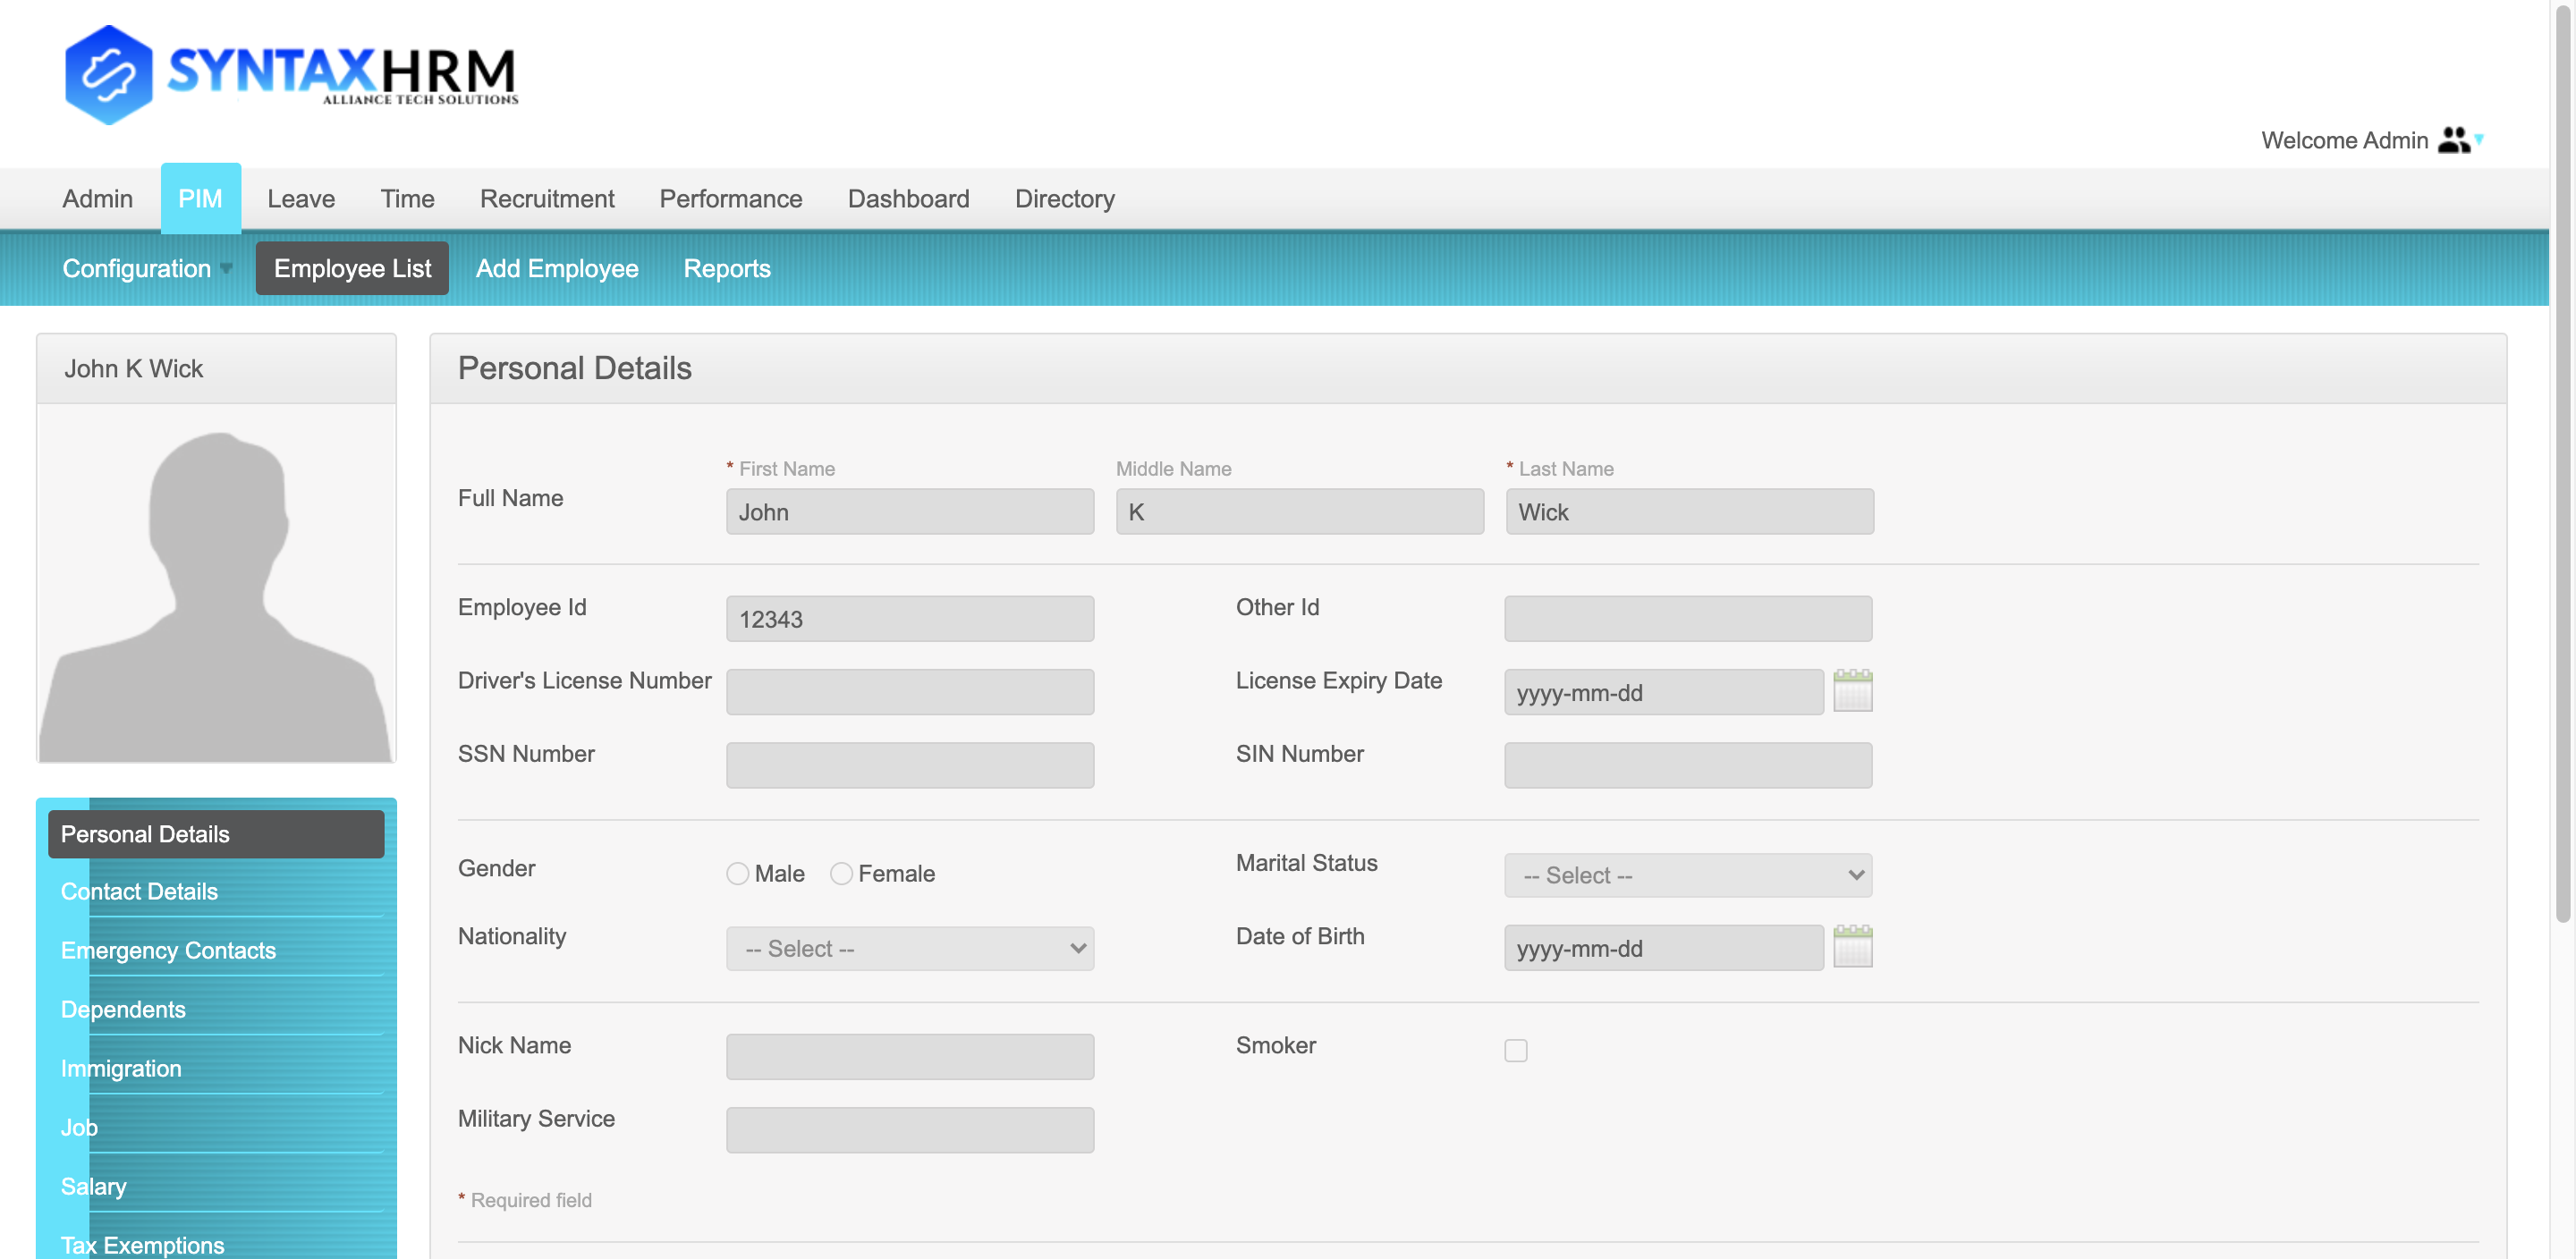 SYNTAXHRM
ALLIANCE TECH SOLUTIONS
Welcome Admin
Admin PIM Leave Time Recruitment Performance Dashboard Directory
Configuration Employee List Add Employee Reports
John K Wick
Personal Details
Contact Details
Emergency Contacts
Dependents
Immigration
Job
Salary
Tax Exemptions
Personal Details
* First Name Middle Name * Last Name
Full Name John K Wick
Employee Id 12343 Other Id
Driver's License Number License Expiry Date yyyy-mm-dd
SSN Number SIN Number
Gender Male Female Marital Status -- Select --
Nationality -- Select -- Date of Birth yyyy-mm-dd
Nick Name Smoker
Military Service
* Required field